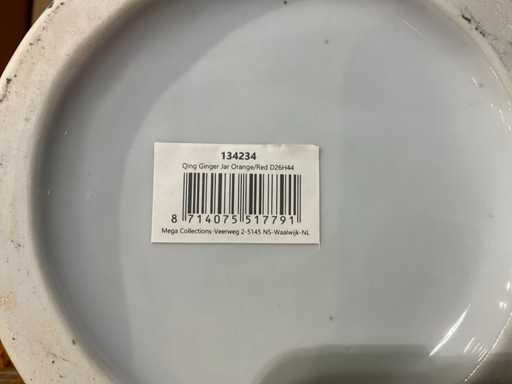 134234
Qing Ginger Jar Orange/Red D26H44
8 714075 517791
Mega Collections-Veerweg 2-5145 NS-Waalwijk-NL